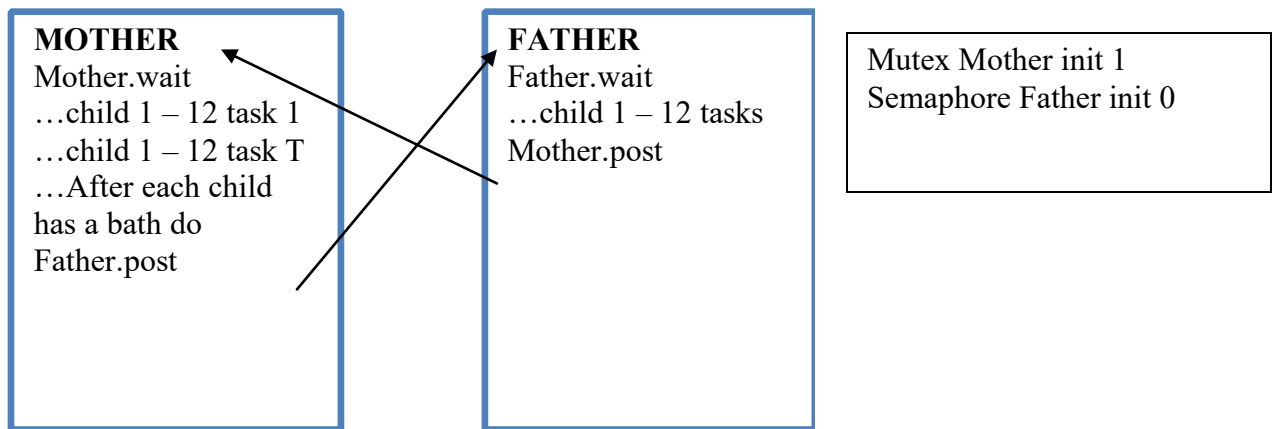 MOTHER
Mother.wait
…child 1 – 12 task 1
…child 1 – 12 task T
…After each child
has a bath do
Father.post
FATHER
Father.wait
…child 1 – 12 tasks
Mother.post
Mutex Mother init 1
Semaphore Father init 0